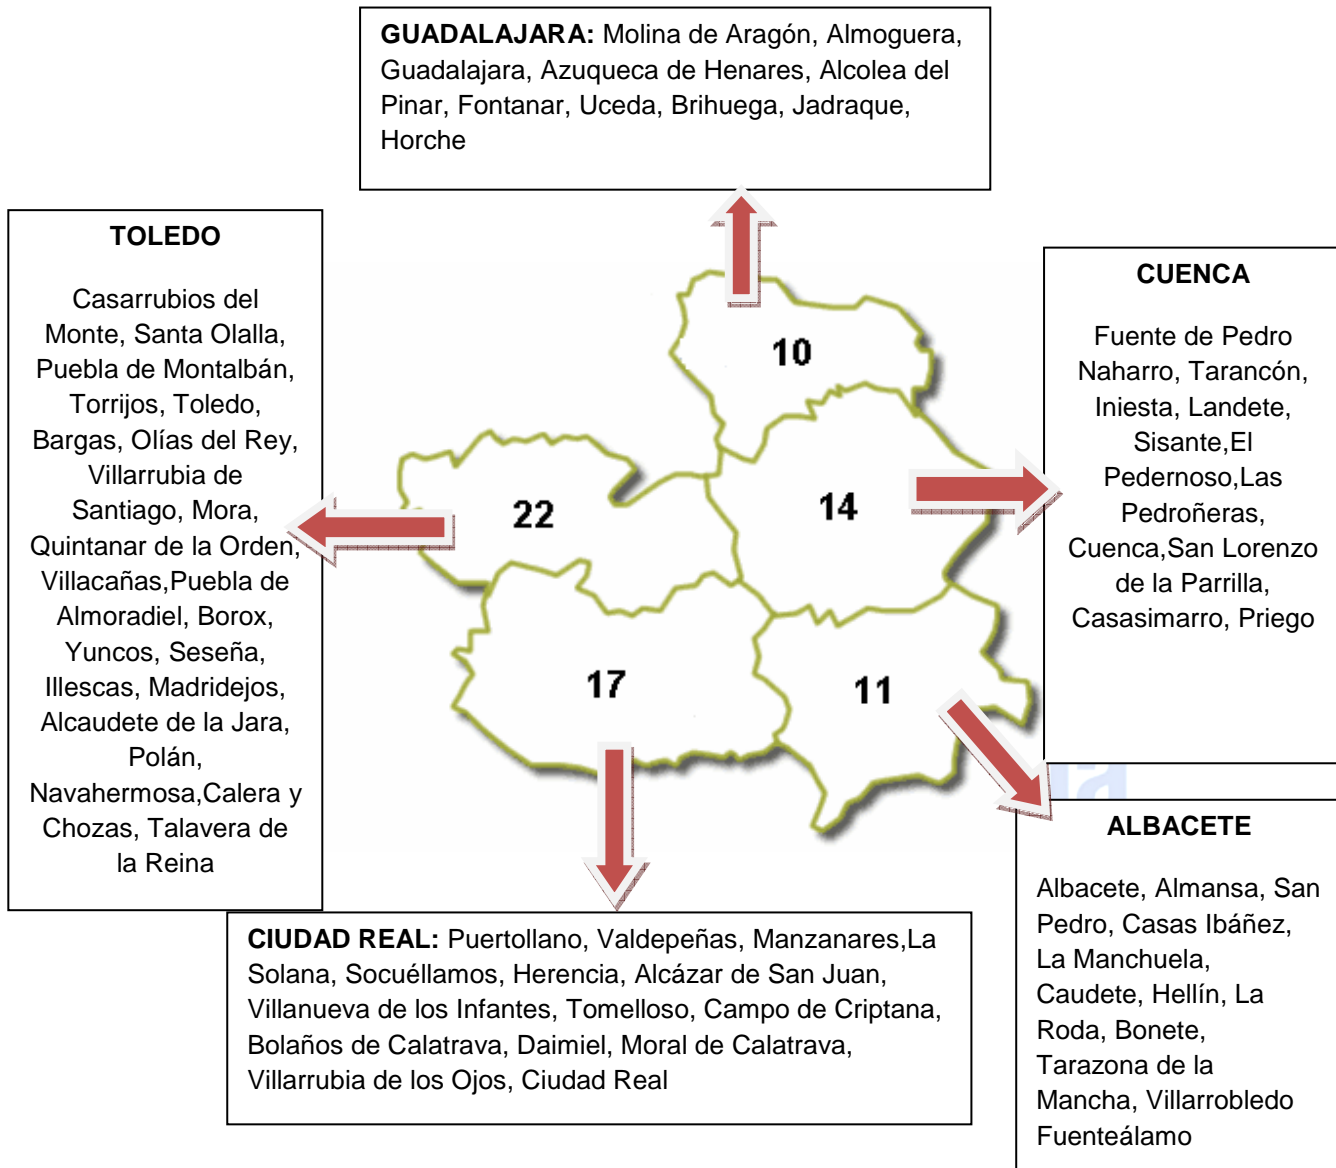 GUADALAJARA: Molina de Aragón, Almoguera,
Guadalajara, Azuqueca de Henares, Alcolea del
Pinar, Fontanar, Uceda, Brihuega, Jadraque,
Horche
TOLEDO
Casarrubios del
Monte, Santa Olalla,
Puebla de Montalbán,
Torrijos, Toledo,
Bargas, Olías del Rey,
Villarrubia de
Santiago, Mora,
Quintanar de la Orden,
Villacañas,Puebla de
Almoradiel, Borox,
Yuncos, Seseña,
Illescas, Madridejos,
Alcaudete de la Jara,
Polán,
Navahermosa,Calera y
Chozas, Talavera de
la Reina
10
22
14
17
11
CUENCA
Fuente de Pedro
Naharro, Tarancón,
Iniesta, Landete,
Sisante,El
Pedernoso,Las
Pedroñeras,
Cuenca,San Lorenzo
de la Parrilla,
Casasimarro, Priego
CIUDAD REAL: Puertollano, Valdepeñas, Manzanares,La
Solana, Socuéllamos, Herencia, Alcázar de San Juan,
Villanueva de los Infantes, Tomelloso, Campo de Criptana,
Bolaños de Calatrava, Daimiel, Moral de Calatrava,
Villarrubia de los Ojos, Ciudad Real
ALBACETE
Albacete, Almansa, San
Pedro, Casas Ibáñez,
La Manchuela,
Caudete, Hellín, La
Roda, Bonete,
Tarazona de la
Mancha, Villarrobledo
Fuenteálamo